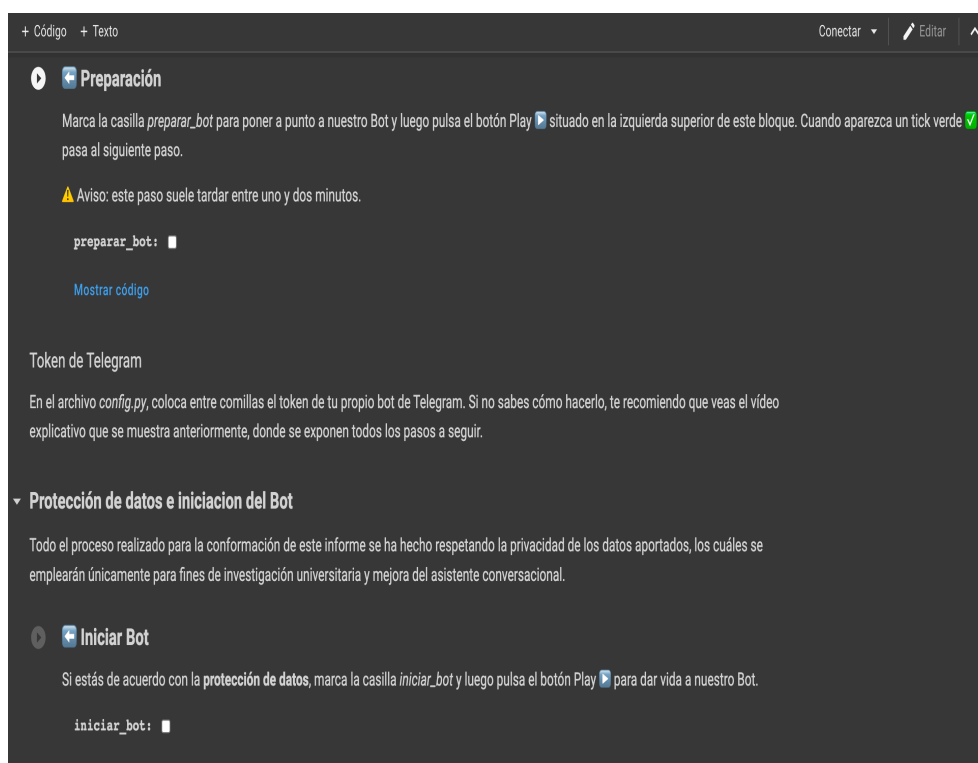 + Código + Texto Conectar Editar
Preparación
Marca la casilla preparar_bot para poner a punto a nuestro Bot y luego pulsa el botón Play situado en la izquierda superior de este bloque. Cuando aparezca un tick verde
pasa al siguiente paso.
Aviso: este paso suele tardar entre uno y dos minutos.
preparar_bot:
Mostrar código
Token de Telegram
En el archivo config.py, coloca entre comillas el token de tu propio bot de Telegram. Si no sabes cómo hacerlo, te recomiendo que veas el vídeo
explicativo que se muestra anteriormente, donde se exponen todos los pasos a seguir.
Protección de datos e iniciacion del Bot
Todo el proceso realizado para la conformación de este informe se ha hecho respetando la privacidad de los datos aportados, los cuáles se
emplearán únicamente para fines de investigación universitaria y mejora del asistente conversacional.
Iniciar Bot
Si estás de acuerdo con la protección de datos, marca la casilla iniciar_bot y luego pulsa el botón Play para dar vida a nuestro Bot.
iniciar_bot: